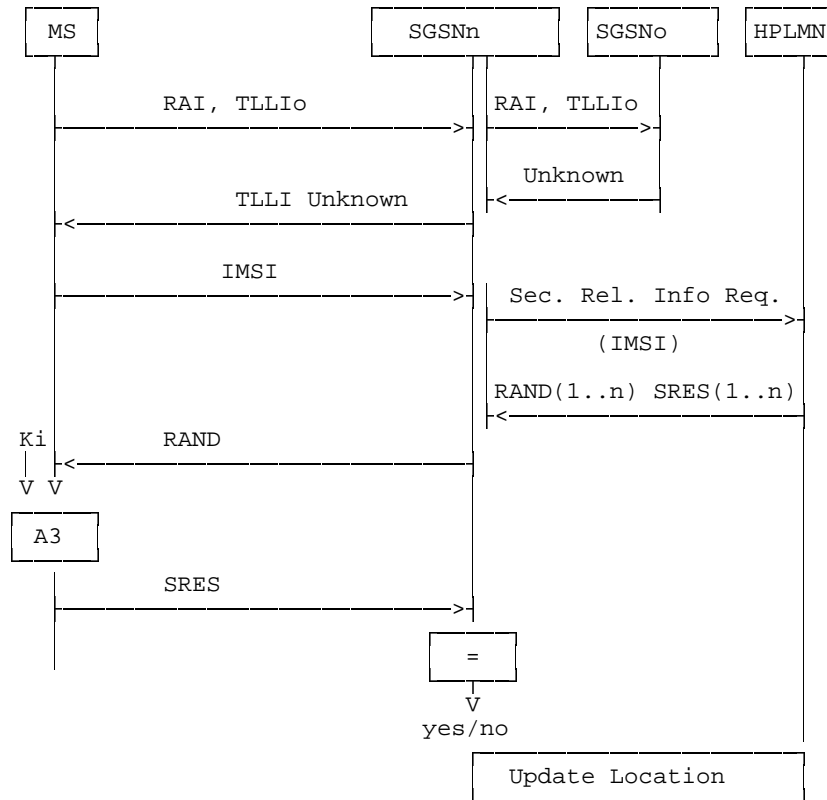 MS SGSNn SGSNo HPLMN
RAI, TLLIo RAI, TLLIo
Unknown
TLLI Unknown
IMSI
Sec. Rel. Info Req.
(IMSI)
RAND(1..n) SRES(1..n)
Ki RAND
V V
A3
SRES
=
V
yes/no
Update Location